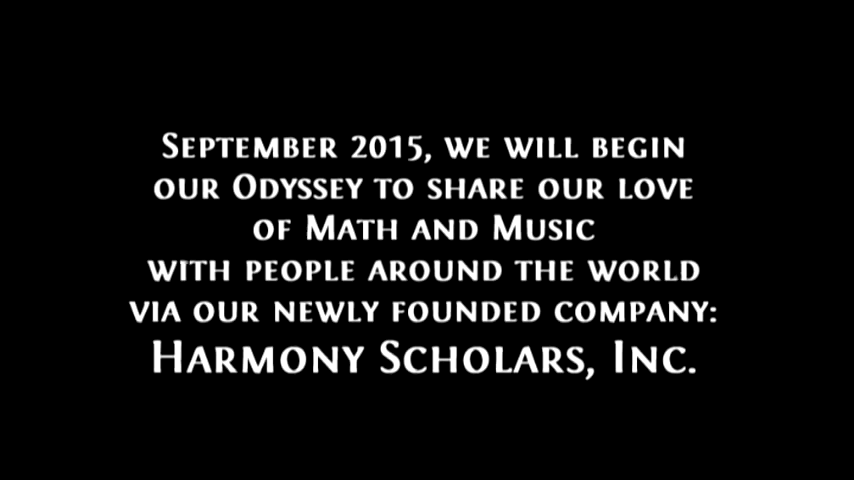 September 2015, we will begin
our Odyssey to share our love
of Math and Music
with people around the world
via our newly founded company:
Harmony Scholars, Inc.